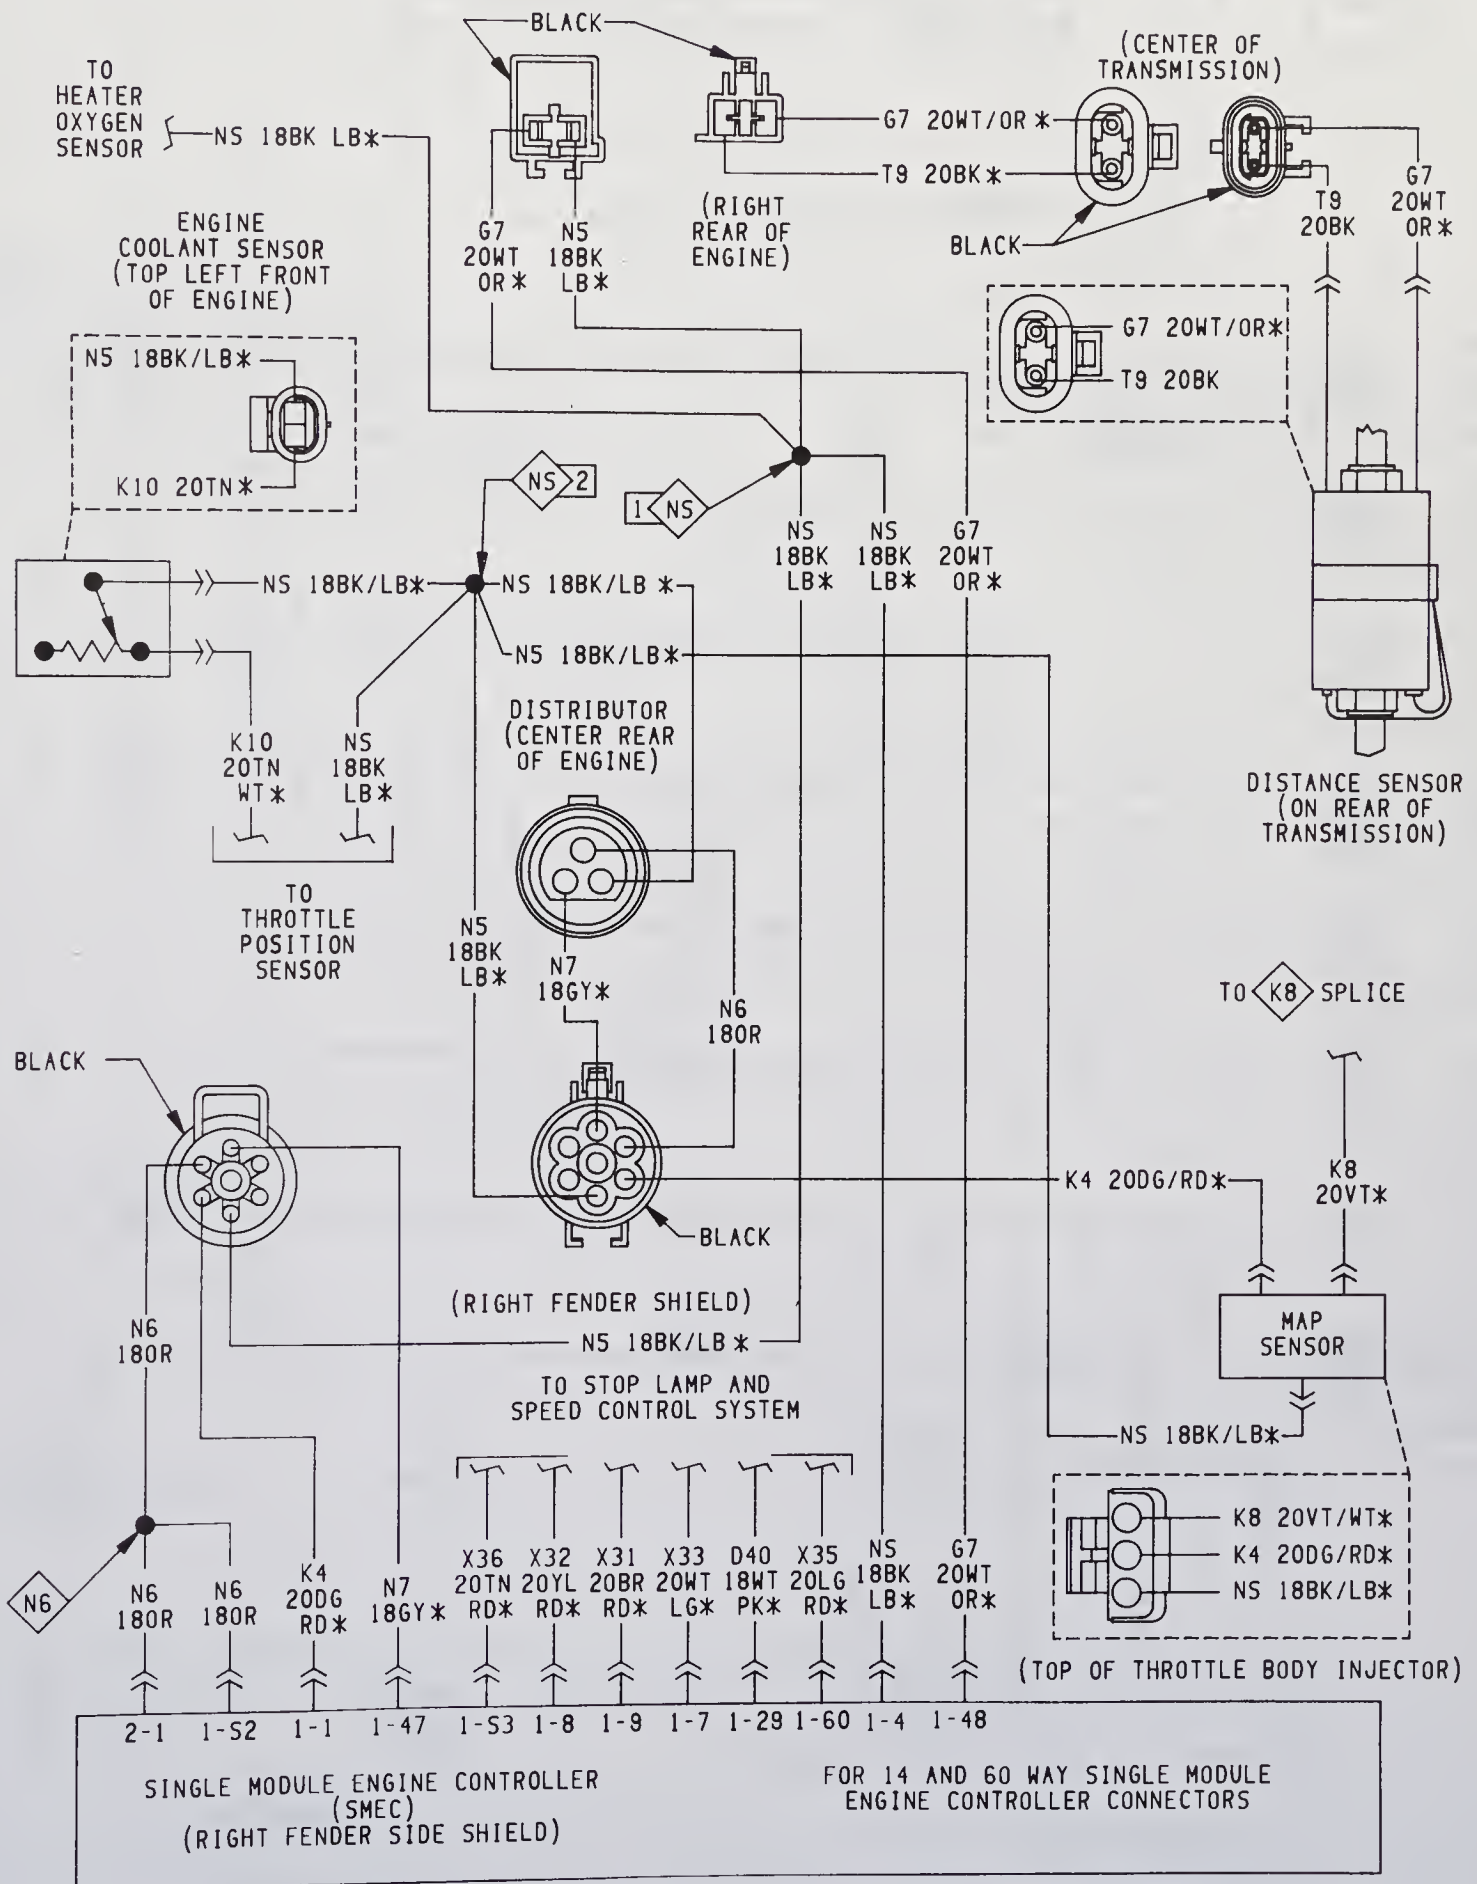 BLACK
(CENTER OF
TRANSMISSION)
TO
HEATER
OXYGEN
SENSOR
NS 18BK LB*
G7 20WT/OR *
T9 20BK*
(RIGHT
REAR OF
ENGINE)
BLACK
T9
20BK
G7
20WT
OR*
ENGINE
COOLANT SENSOR
(TOP LEFT FRONT
OF ENGINE)
G7
20WT
OR*
N5
18BK
LB*
N5 18BK/LB*
K10 20TN*
G7 20WT/OR*
T9 20BK
NS 2
1 NS
NS
18BK
LB*
NS
18BK
LB*
G7
20WT
OR*
NS 18BK/LB*
NS 18BK/LB *
N5 18BK/LB*
DISTRIBUTOR
(CENTER REAR
OF ENGINE)
K10
20TN
WT*
NS
18BK
LB*
TO
THROTTLE
POSITION
SENSOR
DISTANCE SENSOR
(ON REAR OF
TRANSMISSION)
N5
18BK
LB*
N7
18GY*
N6
18OR
TO K8 SPLICE
BLACK
K4 20DG/RD*
K8
20VT*
BLACK
(RIGHT FENDER SHIELD)
N5 18BK/LB*
N6
18OR
MAP
SENSOR
TO STOP LAMP AND
SPEED CONTROL SYSTEM
NS 18BK/LB*
K8 20VT/WT*
K4 20DG/RD*
NS 18BK/LB*
(TOP OF THROTTLE BODY INJECTOR)
N6
N6
18OR
N6
18OR
K4
20DG
RD*
N7
18GY*
X36
20TN
RD*
X32
20YL
RD*
X31
20BR
RD*
X33
20WT
LG*
D40
18WT
PK*
X35
20LG
RD*
NS
18BK
LB*
G7
20WT
OR*
2-1 1-S2 1-1 1-47 1-S3 1-8 1-9 1-7 1-29 1-60 1-4 1-48
SINGLE MODULE ENGINE CONTROLLER
(SMEC)
(RIGHT FENDER SIDE SHIELD)
FOR 14 AND 60 WAY SINGLE MODULE
ENGINE CONTROLLER CONNECTORS